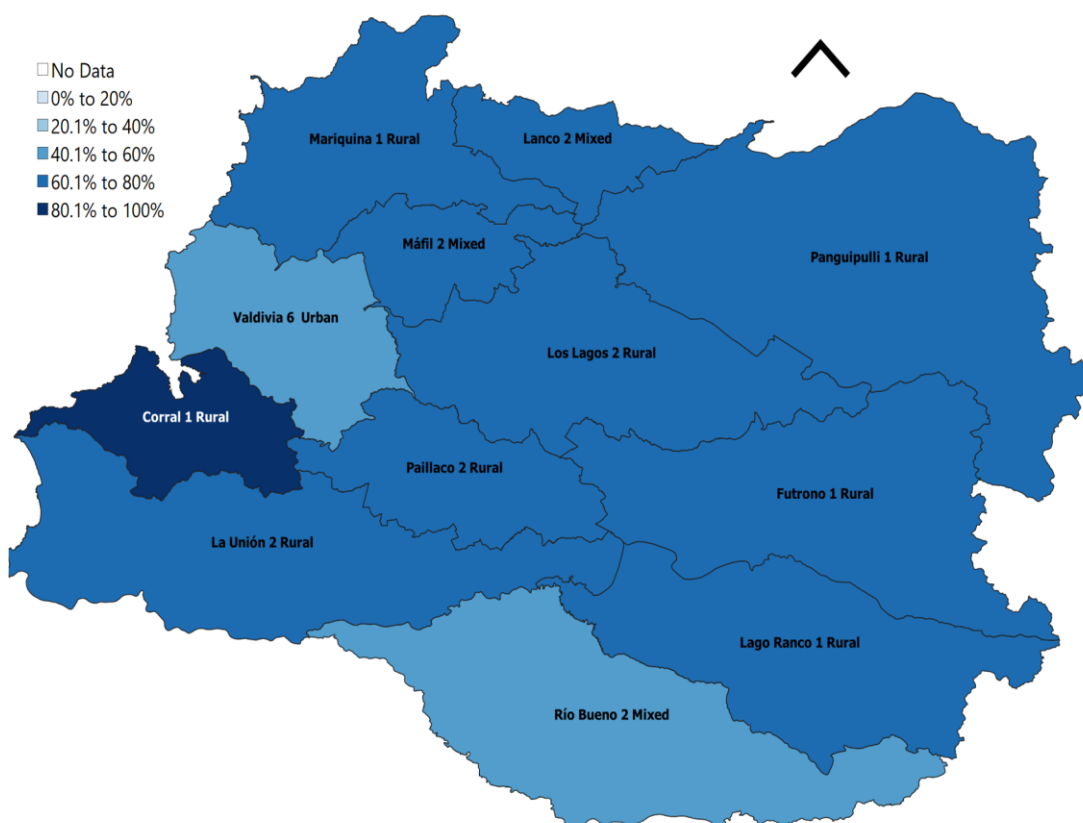 No Data
0% to 20%
20.1% to 40%
40.1% to 60%
60.1% to 80%
80.1% to 100%
Mariquina 1 Rural
Lanco 2 Mixed
Máfil 2 Mixed
Panguipulli 1 Rural
Valdivia 6 Urban
Los Lagos 2 Rural
Corral 1 Rural
Paillaco 2 Rural
Futrono 1 Rural
La Unión 2 Rural
Lago Ranco 1 Rural
Río Bueno 2 Mixed